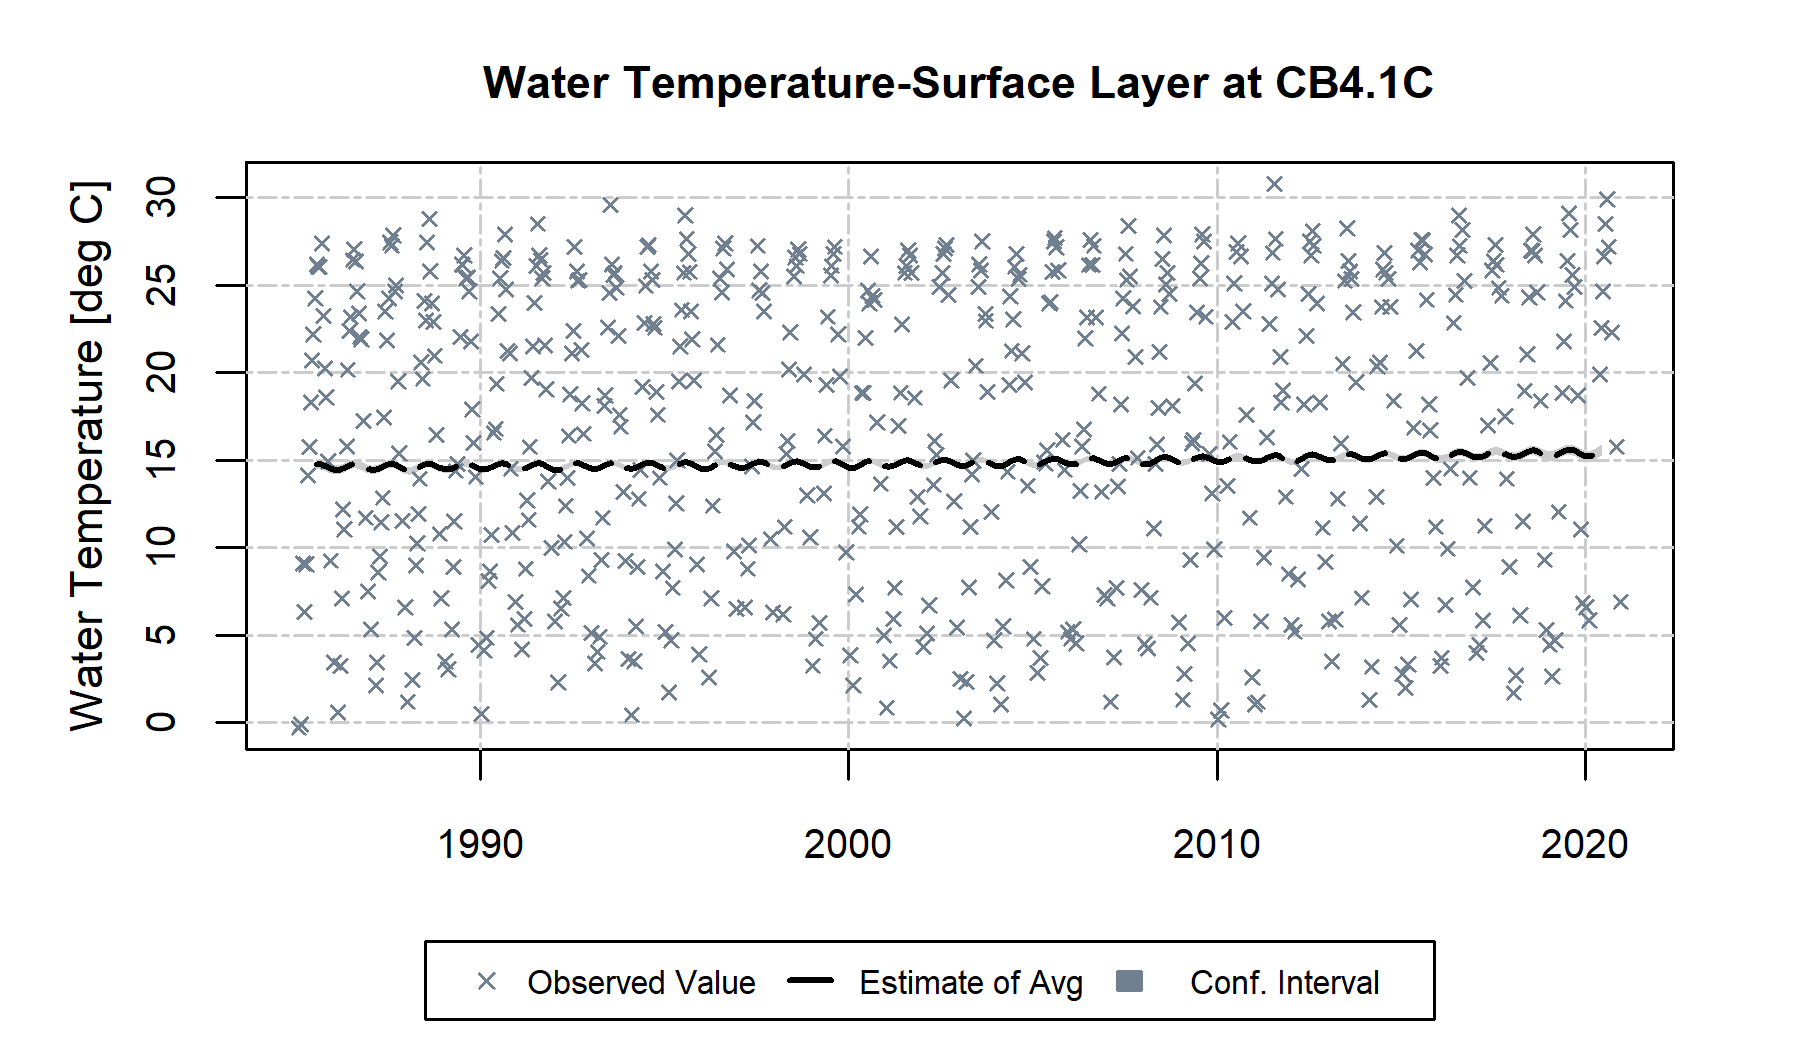 Water Temperature-Surface Layer at CB4.1C
Water Temperature [deg C]
30
25
20
15
10
5
0
1990 2000 2010 2020
Observed Value Estimate of Avg Conf. Interval